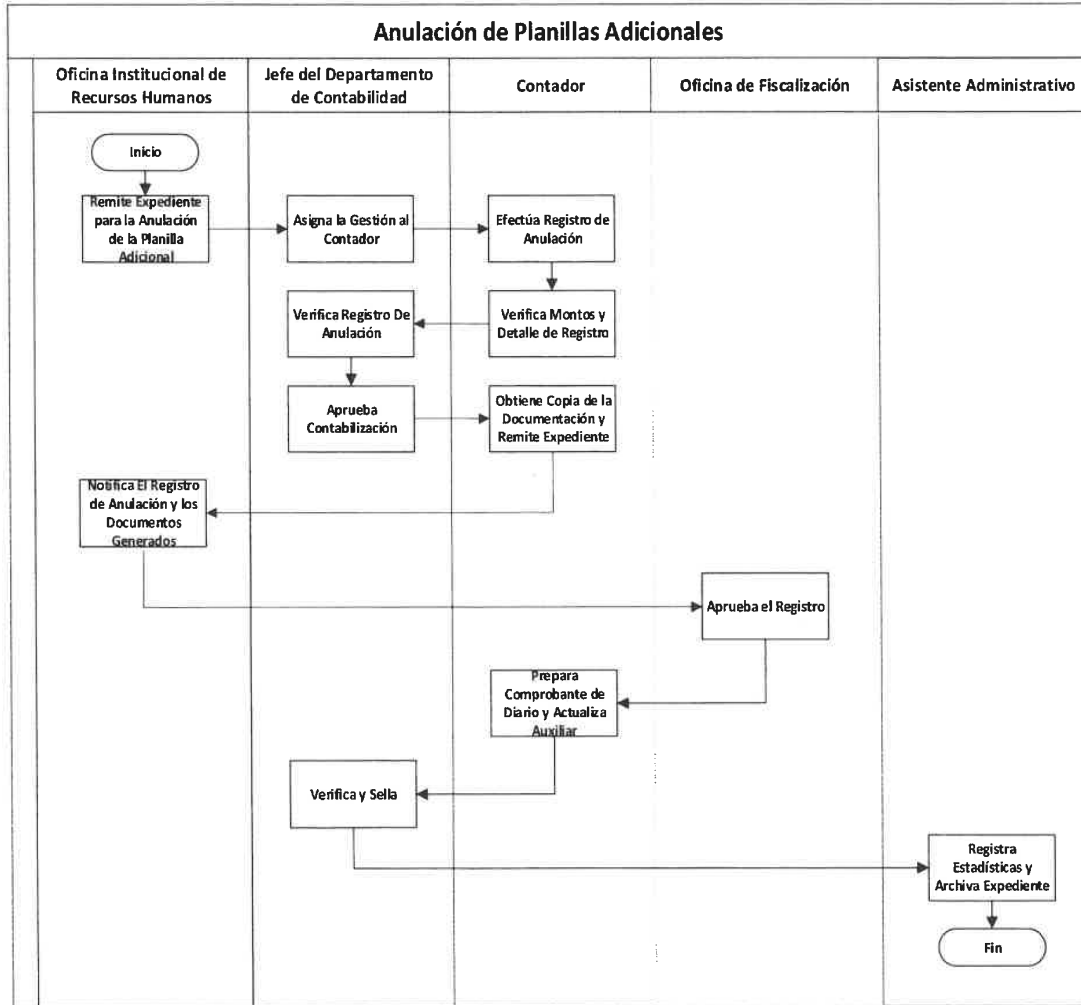 Anulación de Planillas Adicionales
Oficina Institucional de
Recursos Humanos
Jefe del Departamento
de Contabilidad
Contador
Oficina de Fiscalización
Asistente Administrativo
Inicio
Remite Expediente
para la Anulación
de la Planilla
Adicional
Asigna la Gestión al
Contador
Efectúa Registro de
Anulación
Verifica Registro De
Anulación
Verifica Montos y
Detalle de Registro
Aprueba
Contabilización
Obtiene Copia de la
Documentación y
Remite Expediente
Notifica El Registro
de Anulación y los
Documentos
Generados
Aprueba el Registro
Prepara
Comprobante de
Diario y Actualiza
Auxiliar
Verifica y Sella
Registra
Estadísticas y
Archiva Expediente
Fin